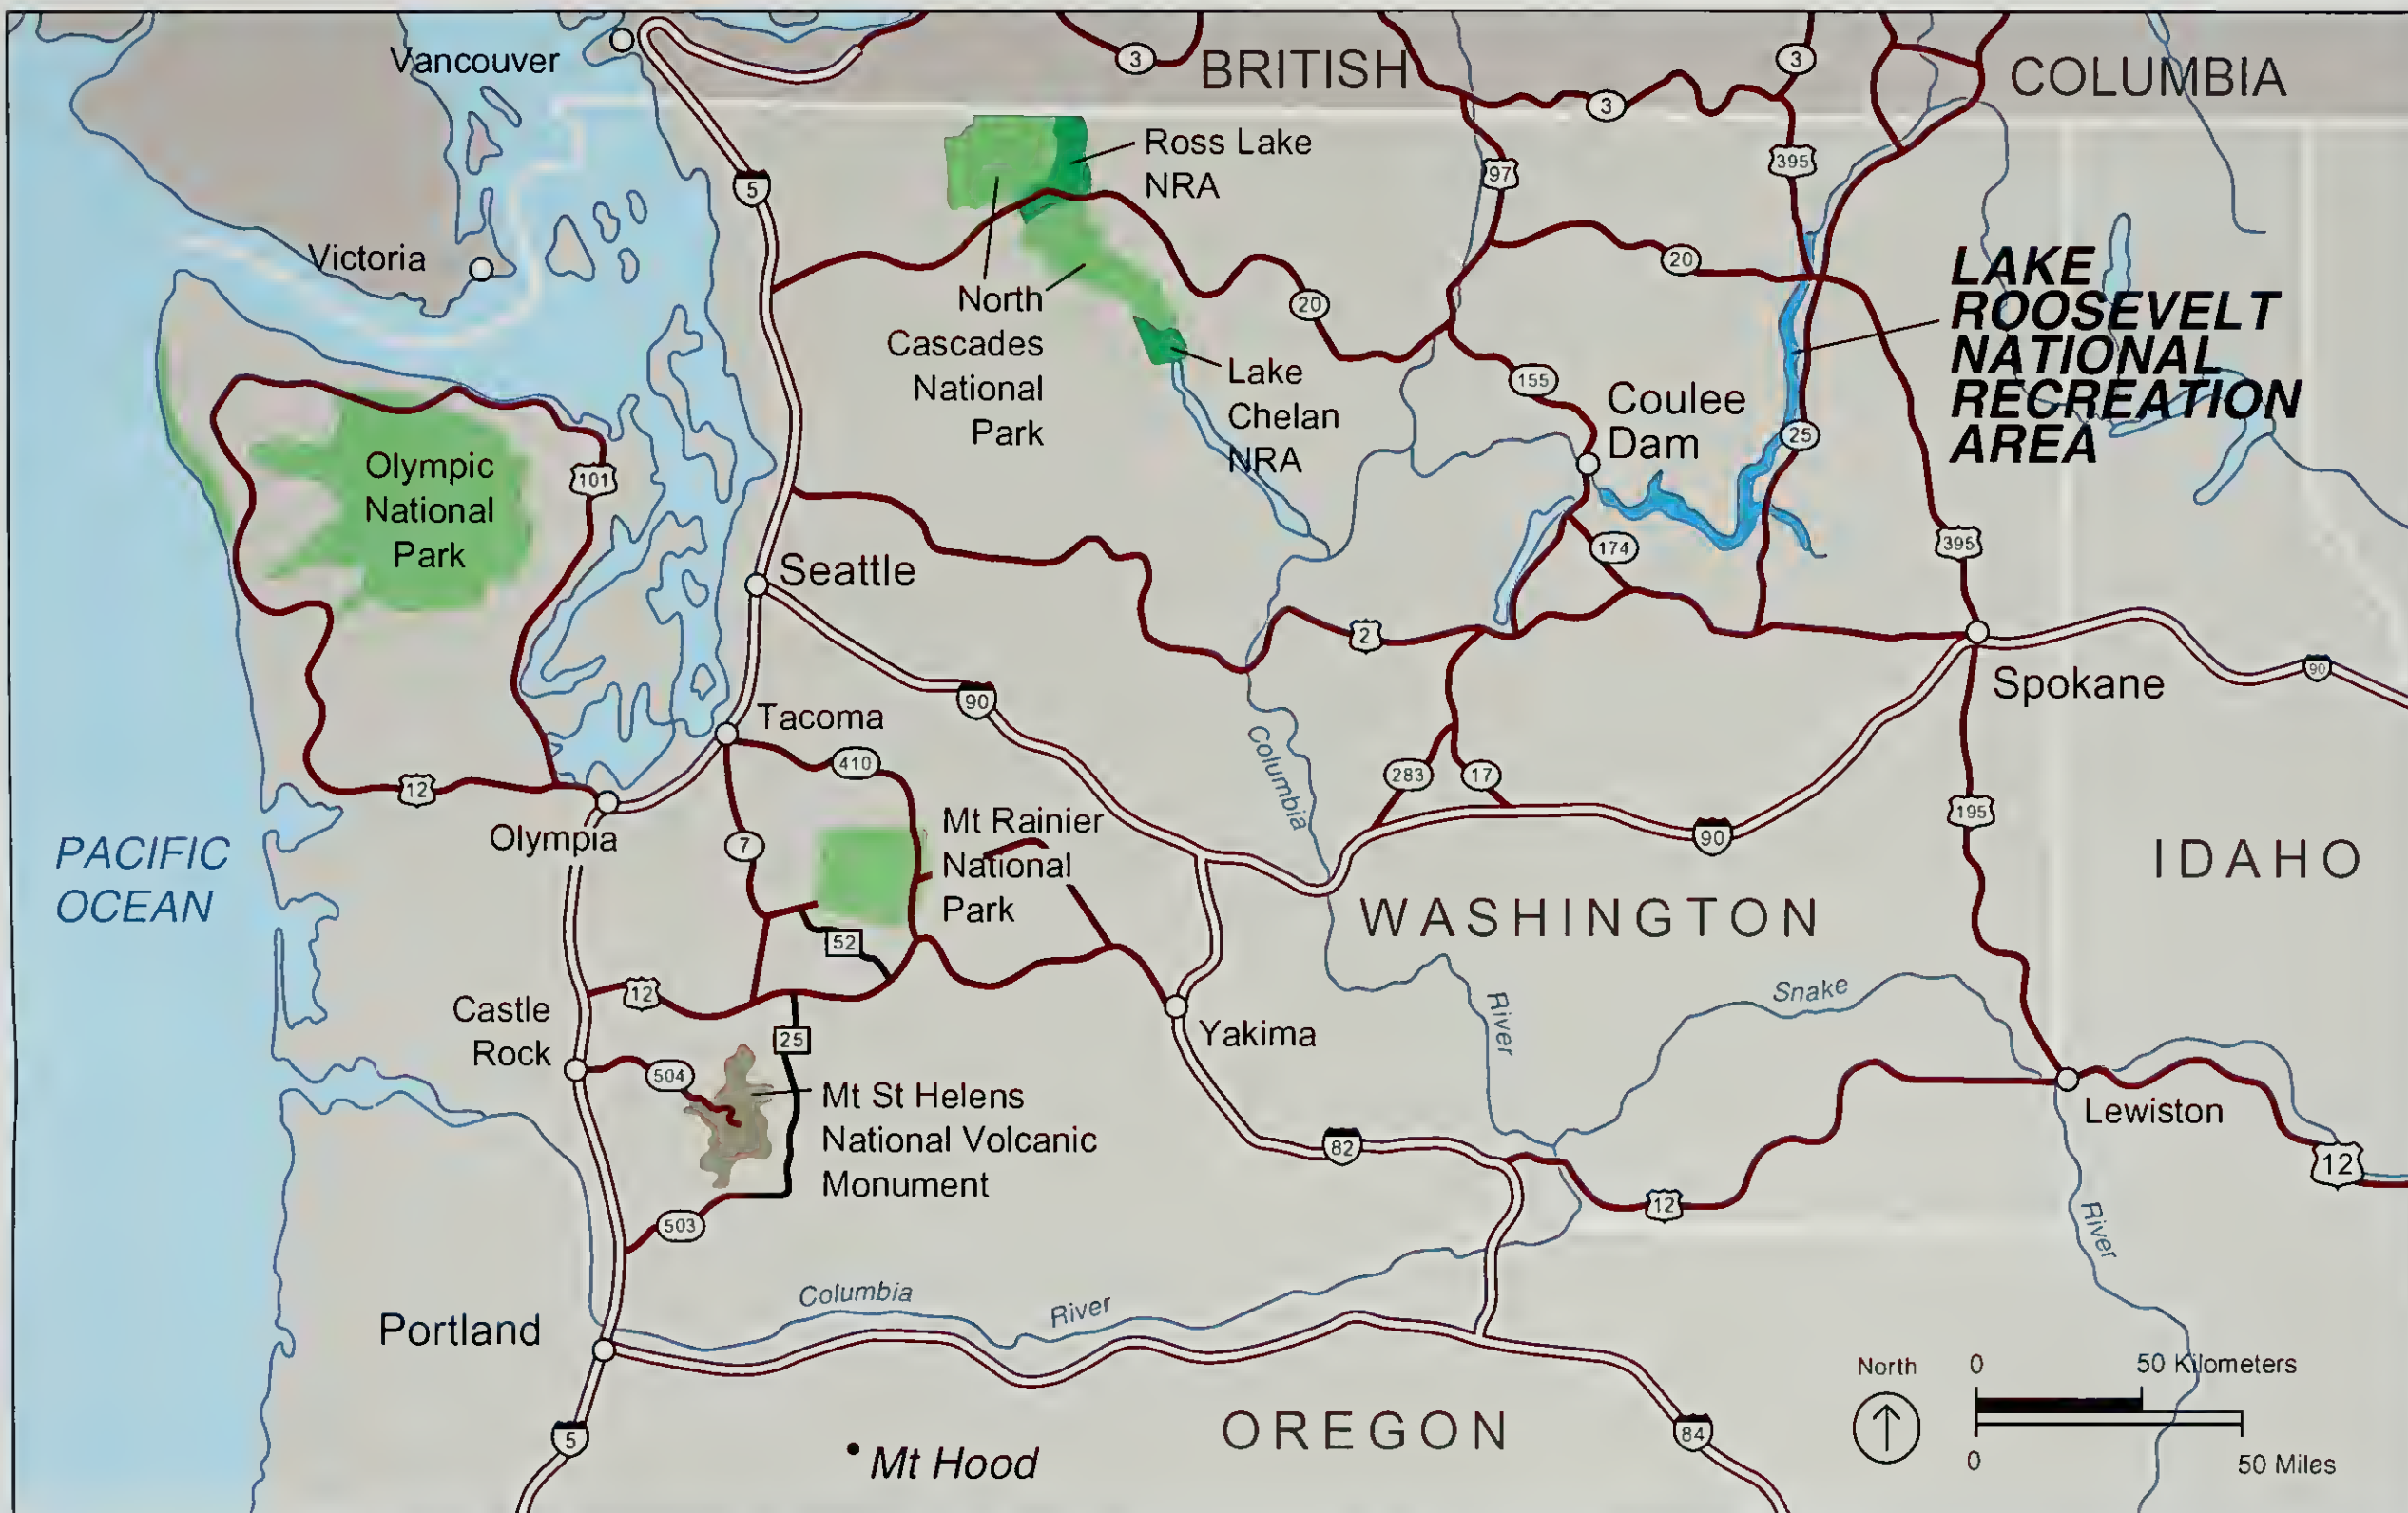 Vancouver
3
BRITISH
3
COLUMBIA
3
Ross Lake
NRA
5
97
395
Victoria
North
Cascades
National
Park
20
20
LAKE
ROOSEVELT
NATIONAL
RECREATION
AREA
Lake
Chelan
NRA
155
Coulee
Dam
25
Olympic
National
Park
101
174
395
Seattle
2
Spokane
90
90
Tacoma
410
Columbia
283
17
12
Olympia
7
Mt Rainier
National
Park
90
195
PACIFIC
OCEAN
IDAHO
WASHINGTON
52
Castle
Rock
12
25
Yakima
River
Snake
504
Mt St Helens
National Volcanic
Monument
82
Lewiston
12
12
503
River
Columbia
River
Portland
North
0
50 Kilometers
5
Mt Hood
OREGON
84
0
50 Miles